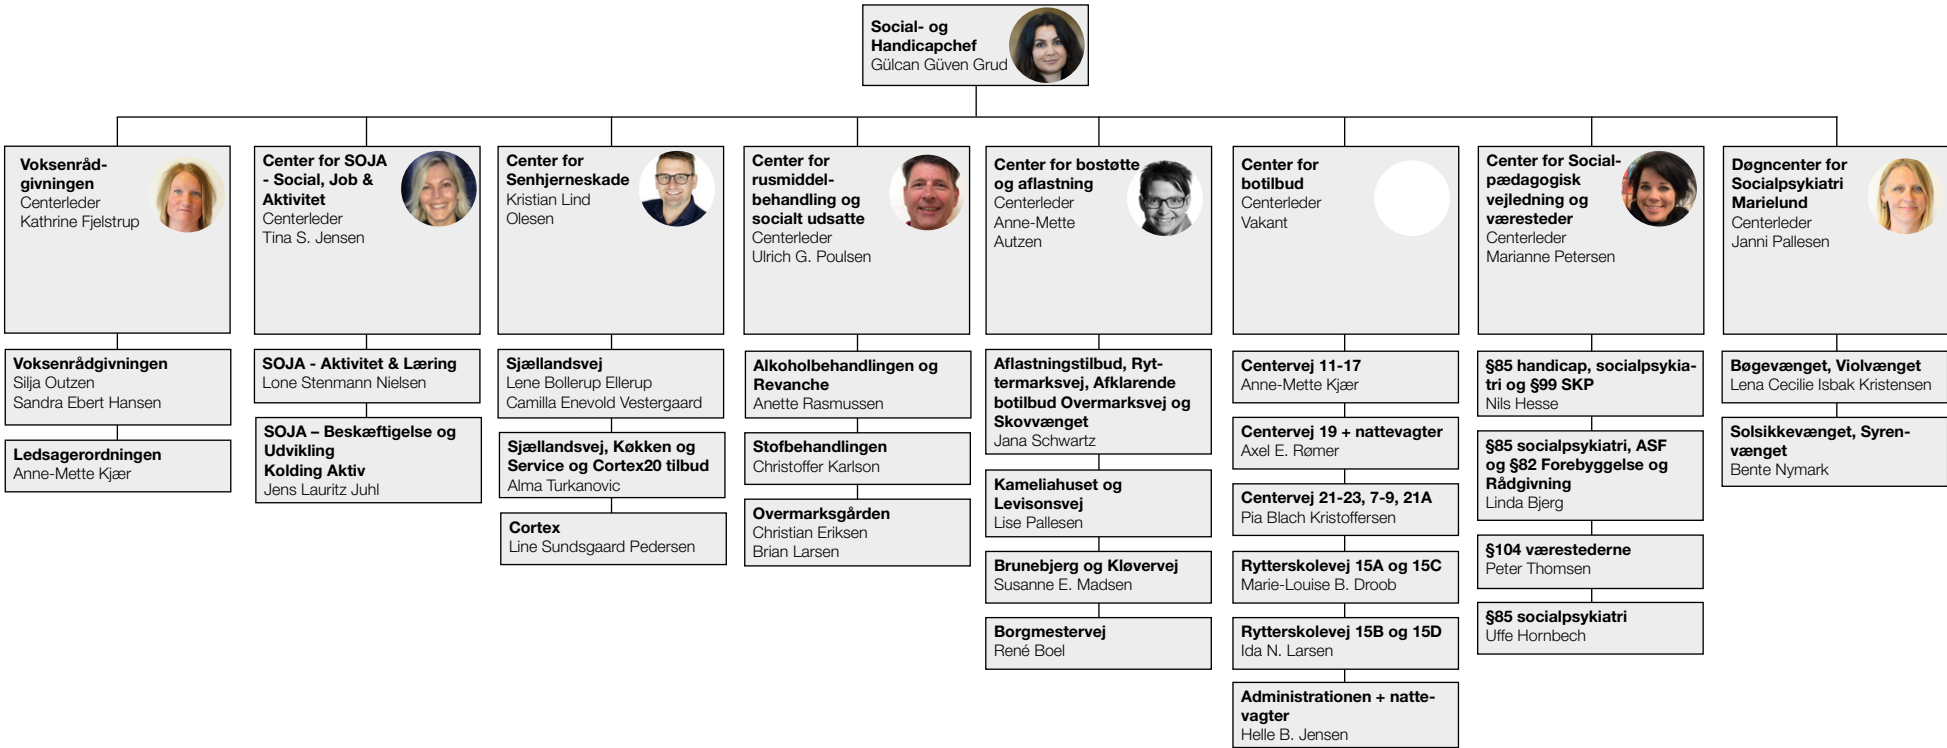 Social- og
Handicapchef
Gülcan Güven Grud
Voksenråd-
givningen
Centerleder
Kathrine Fjelstrup
Voksenrådgivningen
Silja Outzen
Sandra Ebert Hansen
Ledsagerordningen
Anne-Mette Kjær
Center for SOJA
- Social, Job &
Aktivitet
Centerleder
Tina S. Jensen
SOJA - Aktivitet & Læring
Lone Stenmann Nielsen
SOJA – Beskæftigelse og
Udvikling
Kolding Aktiv
Jens Lauritz Juhl
Center for
Senhjerneskade
Kristian Lind
Olesen
Sjællandsvej
Lene Bollerup Ellerup
Camilla Enevold Vestergaard
Sjællandsvej, Køkken og
Service og Cortex20 tilbud
Alma Turkanovic
Cortex
Line Sundsgaard Pedersen
Center for
rusmiddel-
behandling og
socialt udsatte
Centerleder
Ulrich G. Poulsen
Alkoholbehandlingen og
Revanche
Anette Rasmussen
Stofbehandlingen
Christoffer Karlson
Overmarksgården
Christian Eriksen
Brian Larsen
Center for bostøtte
og aflastning
Centerleder
Anne-Mette
Autzen
Aflastningstilbud, Ryt-
termarksvej, Afklarende
botilbud Overmarksvej og
Skovvænget
Jana Schwartz
Kameliahuset og
Levisonsvej
Lise Pallesen
Brunebjerg og Kløvervej
Susanne E. Madsen
Borgmestervej
René Boel
Center for
botilbud
Centerleder
Vakant
Centervej 11-17
Anne-Mette Kjær
Centervej 19 + nattevagter
Axel E. Rømer
Centervej 21-23, 7-9, 21A
Pia Blach Kristoffersen
Rytterskolevej 15A og 15C
Marie-Louise B. Droob
Rytterskolevej 15B og 15D
Ida N. Larsen
Administrationen + natte-
vagter
Helle B. Jensen
Center for Social-
pædagogisk
vejledning og
væresteder
Centerleder
Marianne Petersen
§85 handicap, socialpsykia-
tri og §99 SKP
Nils Hesse
§85 socialpsykiatri, ASF
og §82 Forebyggelse og
Rådgivning
Linda Bjerg
§104 værestederne
Peter Thomsen
§85 socialpsykiatri
Uffe Hornbech
Døgncenter for
Socialpsykiatri
Marielund
Centerleder
Janni Pallesen
Bøgevænget, Violvænget
Lena Cecilie Isbak Kristensen
Solsikkevænget, Syren-
vænget
Bente Nymark